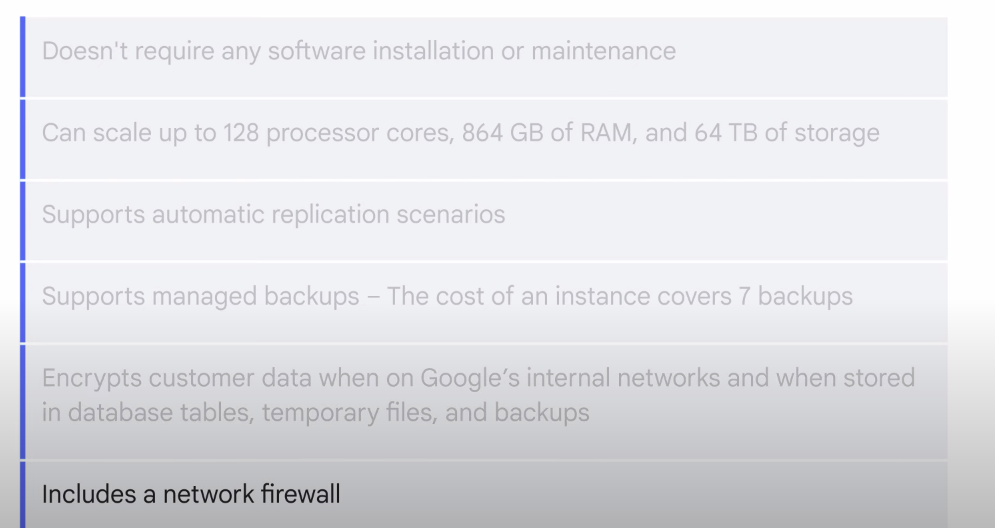 Doesn't require any software installation or maintenance
Can scale up to 128 processor cores, 864 GB of RAM, and 64 TB of storage
Supports automatic replication scenarios
Supports managed backups – The cost of an instance covers 7 backups
Encrypts customer data when on Google’s internal networks and when stored
in database tables, temporary files, and backups
Includes a network firewall